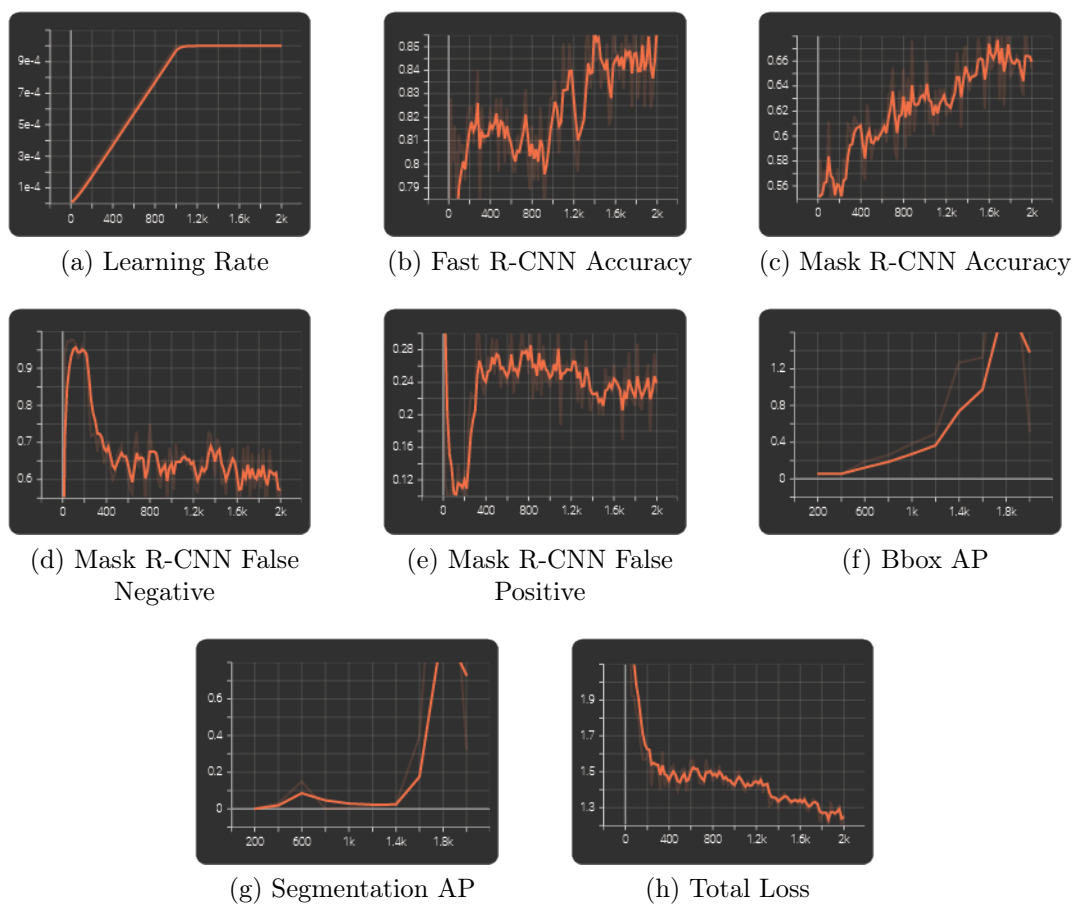 9e-4
7e-4
5e-4
3e-4
1e-4
0 400 800 1.2k 1.6k 2k
(a) Learning Rate
0.85
0.84
0.82
0.81
0.8
0.79
0 400 800 1.2k 1.6k 2k
(b) Fast R-CNN Accuracy
0.66
0.64
0.62
0.6
0.58
0.56
0 400 800 1.2k 1.6k 2k
(c) Mask R-CNN Accuracy
0.9
0.8
0.7
0.6
0 400 800 1.2k 1.6k 2k
(d) Mask R-CNN False
Negative
0.28
0.24
0.2
0.16
0.12
0 400 800 1.2k 1.6k 2k
(e) Mask R-CNN False
Positive
1.2
0.8
0.4
0
200 600 1k 1.4k 1.8k
(f) Bbox AP
0.6
0.4
0.2
0
200 600 1k 1.4k 1.8k
(g) Segmentation AP
1.9
1.7
1.5
1.3
0 400 800 1.2k 1.6k 2k
(h) Total Loss